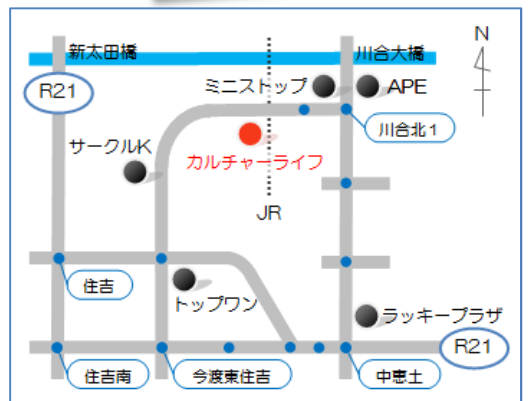 新太田橋
川合大橋
N
R21
ミニストップ
APE
川合北１
サークルK
カルチャーライフ
JR
住吉
トップワン
ラッキープラザ
R21
住吉南
今渡東住吉
中恵土